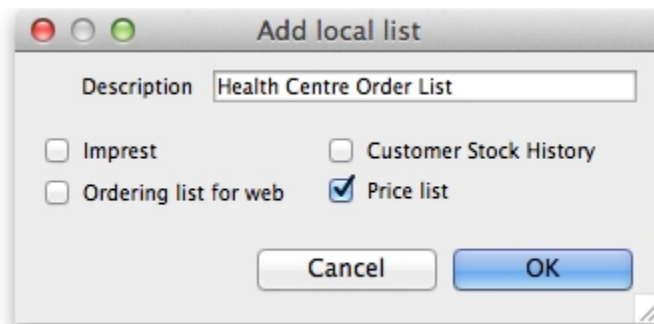 Add local list
Description Health Centre Order List
Imprest Customer Stock History
Ordering list for web Price list
Cancel OK